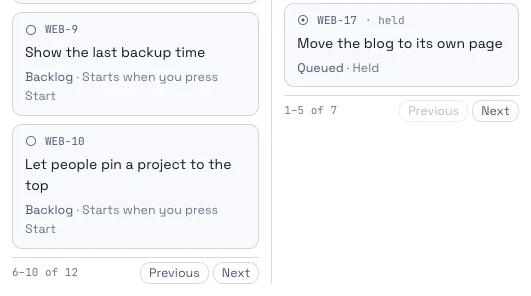 WEB-9
Show the last backup time
Backlog · Starts when you press
Start
WEB-10
Let people pin a project to the
top
Backlog · Starts when you press
Start
6–10 of 12 Previous Next
WEB-17 · held
Move the blog to its own page
Queued · Held
1–5 of 7 Previous Next